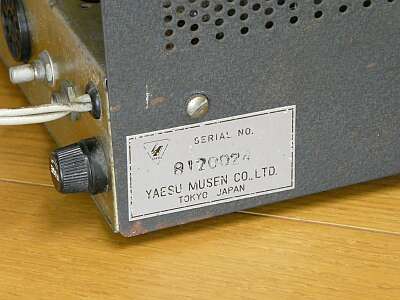 SERIAL NO.
8120024
YAESU MUSEN CO.,LTD.
TOKYO JAPAN